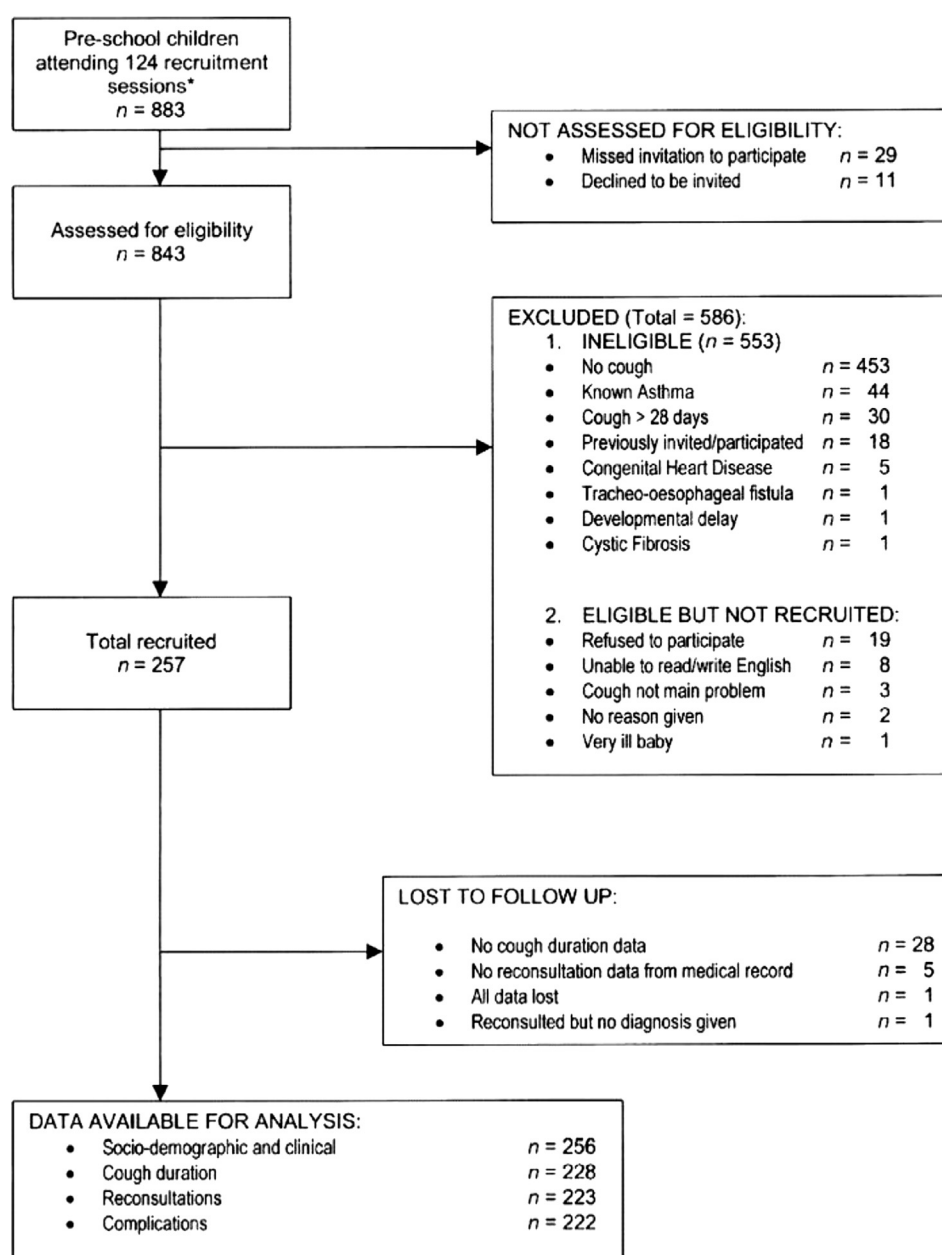 Pre-school children
attending 124 recruitment
sessions*
n = 883
NOT ASSESSED FOR ELIGIBILITY:
• Missed invitation to participate n = 29
• Declined to be invited n = 11
Assessed for eligibility
n = 843
EXCLUDED (Total = 586):
1. INELIGIBLE (n = 553)
• No cough n = 453
• Known Asthma n = 44
• Cough > 28 days n = 30
• Previously invited/participated n = 18
• Congenital Heart Disease n = 5
• Tracheo-oesophageal fistula n = 1
• Developmental delay n = 1
• Cystic Fibrosis n = 1
2. ELIGIBLE BUT NOT RECRUITED:
• Refused to participate n = 19
• Unable to read/write English n = 8
• Cough not main problem n = 3
• No reason given n = 2
• Very ill baby n = 1
Total recruited
n = 257
LOST TO FOLLOW UP:
• No cough duration data n = 28
• No reconsultation data from medical record n = 5
• All data lost n = 1
• Reconsulted but no diagnosis given n = 1
DATA AVAILABLE FOR ANALYSIS:
• Socio-demographic and clinical n = 256
• Cough duration n = 228
• Reconsultations n = 223
• Complications n = 222